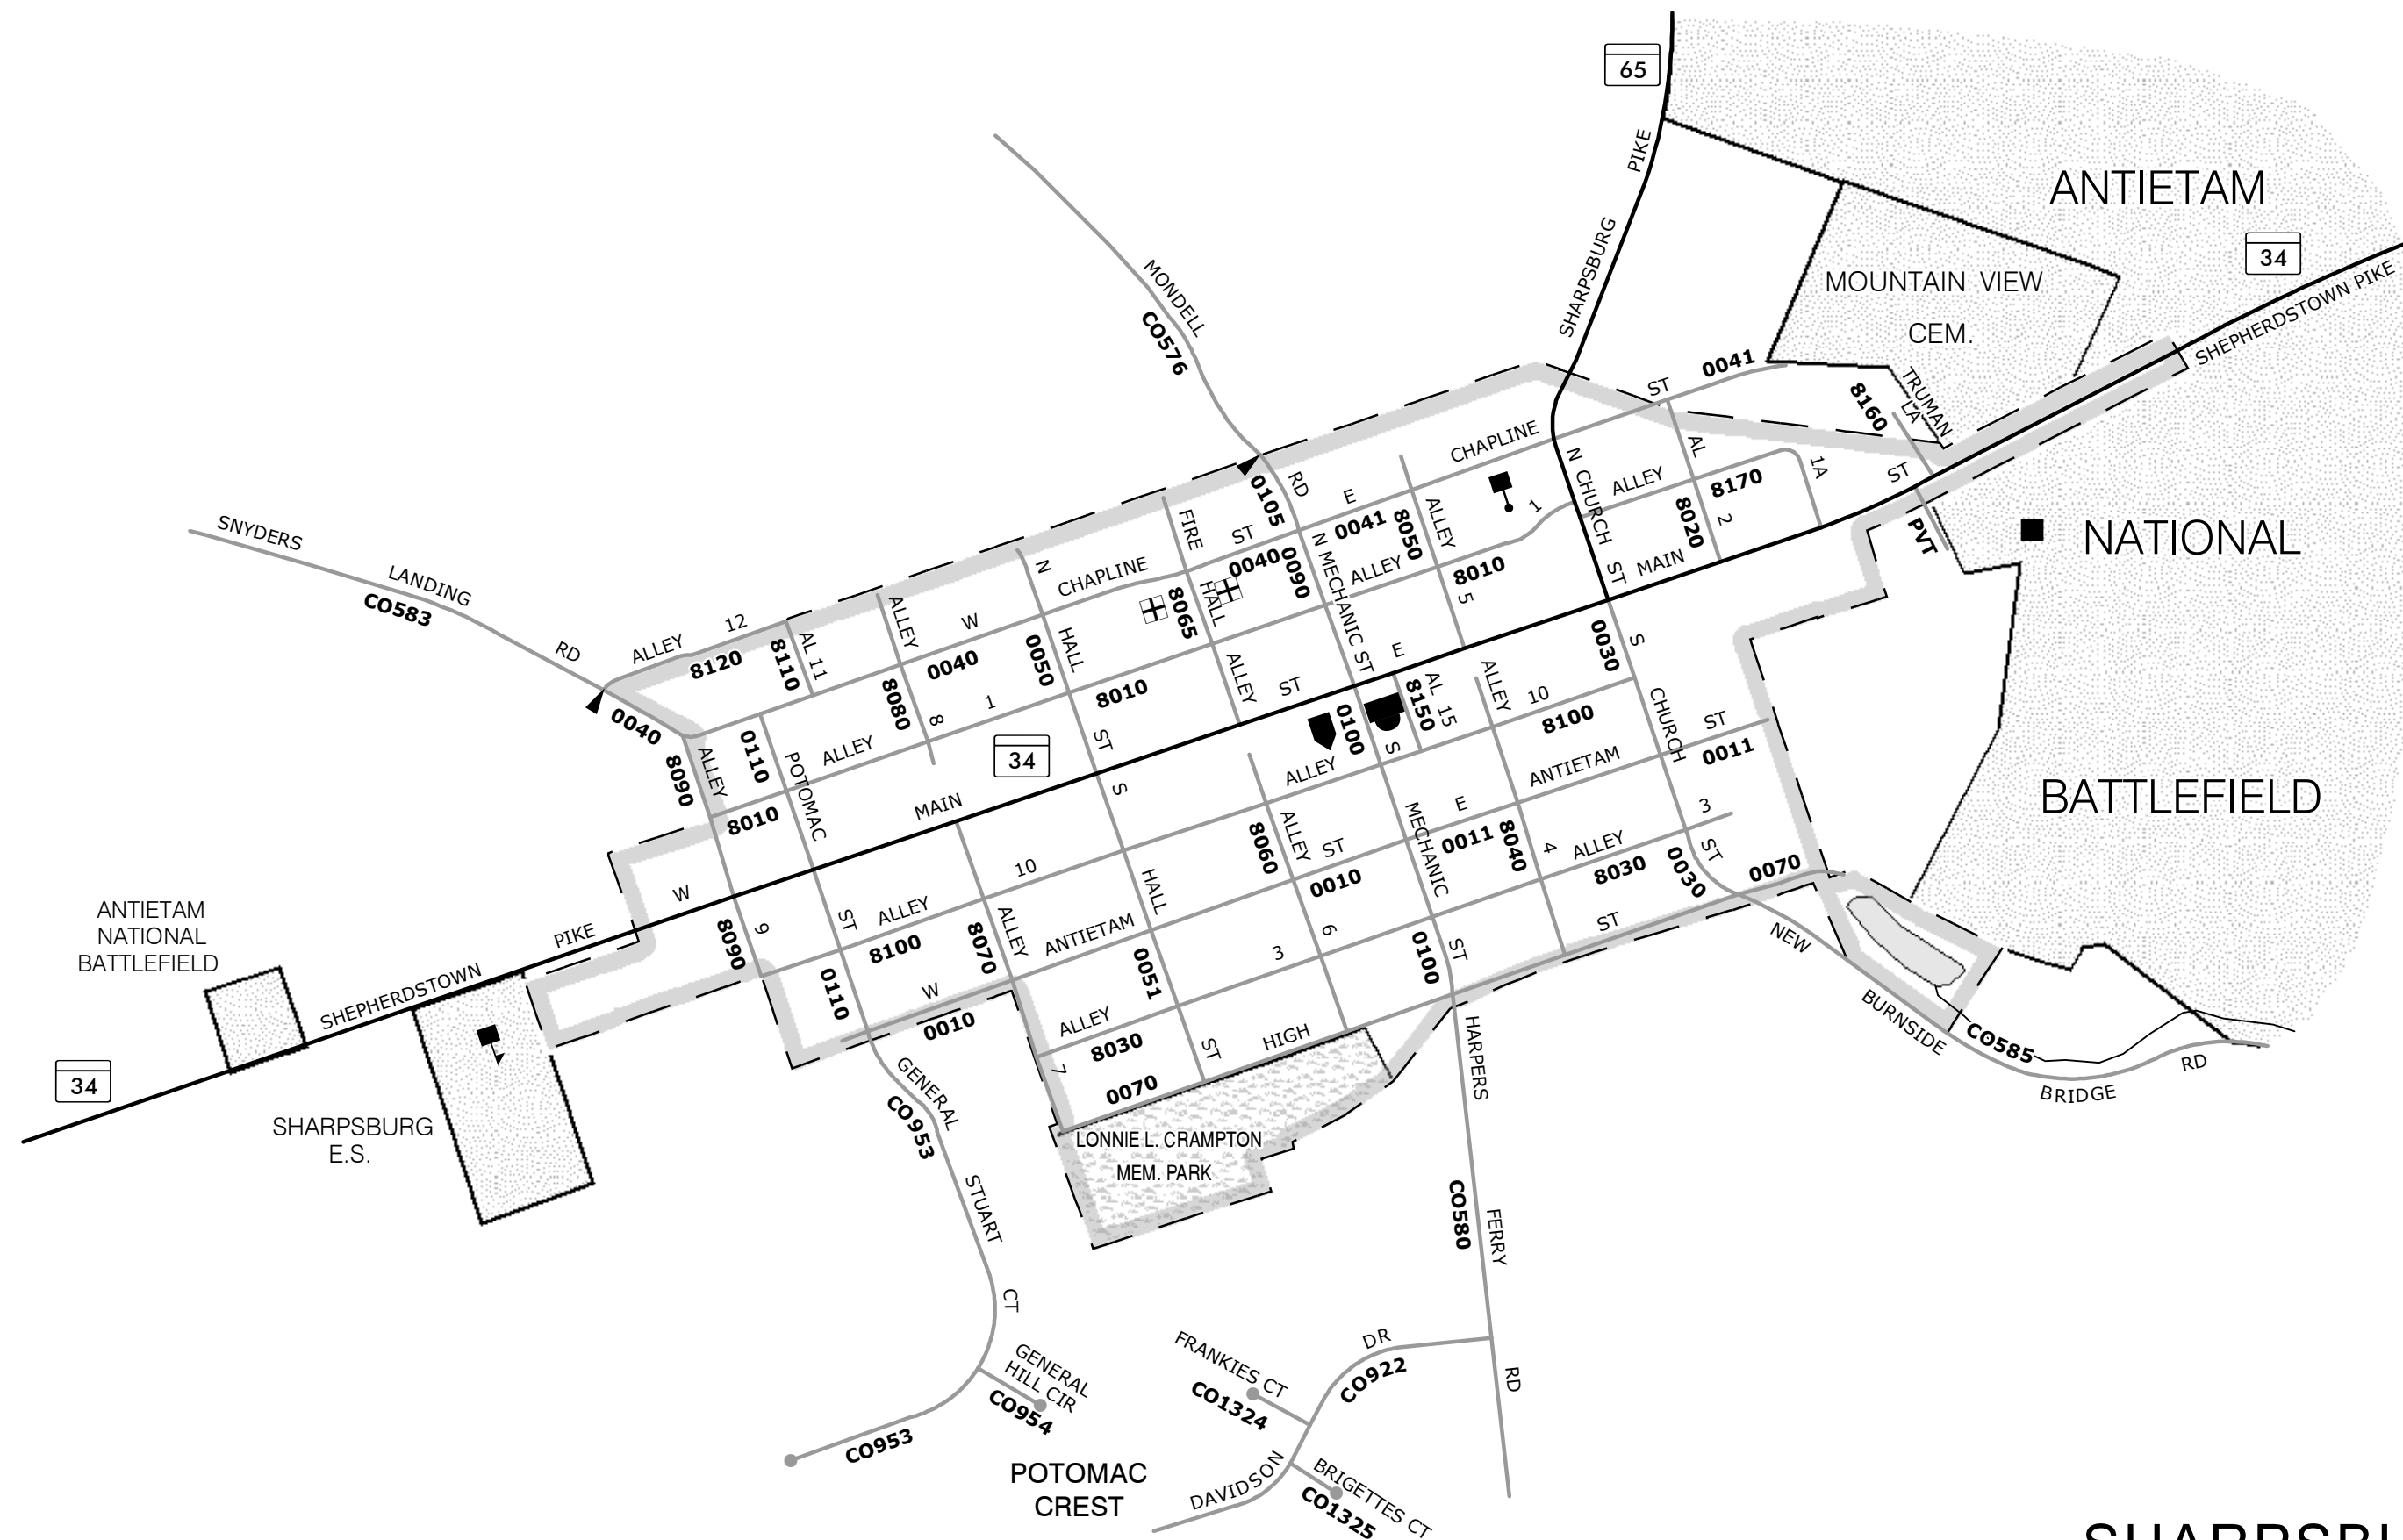 65
PIKE
SHARPSBURG
ANTIETAM
34
SHEPHERDSTOWN PIKE
MOUNTAIN VIEW
CEM.
MONDELL
CO576
RD
0105
ST
0041
8160
TRUMAN
LA
CHAPLINE
E
N CHURCH
ST
AL
2
8020
ALLEY
8170
1A
ST
PVT
NATIONAL
SNYDERS
LANDING
CO583
RD
ALLEY
12
8120
8110
AL 11
ALLEY
8080
8
W
CHAPLINE
ST
0040
0040
0041
N
HALL
ST
0050
FIRE
HALL
ALLEY
8065
0090
N MECHANIC ST
8050
ALLEY
5
ALLEY
1
8010
MAIN
E
ST
0040
8090
ALLEY
9
8090
0110
POTOMAC
ST
0110
ALLEY
1
8010
8010
34
MAIN
W
PIKE
SHEPHERDSTOWN
34
ANTIETAM
NATIONAL
BATTLEFIELD
SHARPSBURG
E.S.
S
HALL
ST
0051
0100
S
MECHANIC
ST
0100
8150
AL 15
ALLEY
4
8040
10
8100
0030
S
CHURCH
ST
0030
ALLEY
10
ALLEY
8100
8060
ALLEY
6
8070
ALLEY
7
ANTIETAM
ST
0011
E
0011
ST
0010
ANTIETAM
W
0010
3
ALLEY
8030
3
ALLEY
8030
0070
ST
HIGH
0070
BATTLEFIELD
LONNIE L. CRAMPTON
MEM. PARK
NEW
BURNSIDE
BRIDGE
RD
CO585
GENERAL
STUART
CT
CO953
CO953
GENERAL
HILL CIR
CO954
HARPERS
FERRY
RD
CO580
FRANKIES CT
CO1324
DR
CO922
DAVIDSON
BRIGETTES CT
CO1325
POTOMAC
CREST